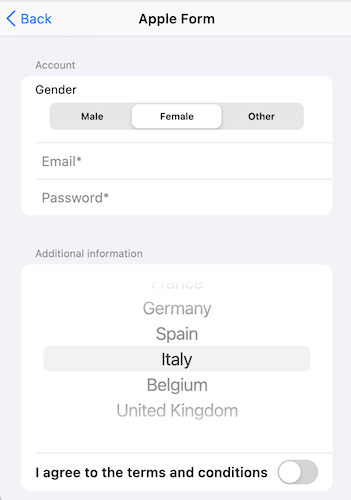 Back Apple Form
Account
Gender
Male Female Other
Email*
Password*
Additional information
France
Germany
Spain
Italy
Belgium
United Kingdom
I agree to the terms and conditions